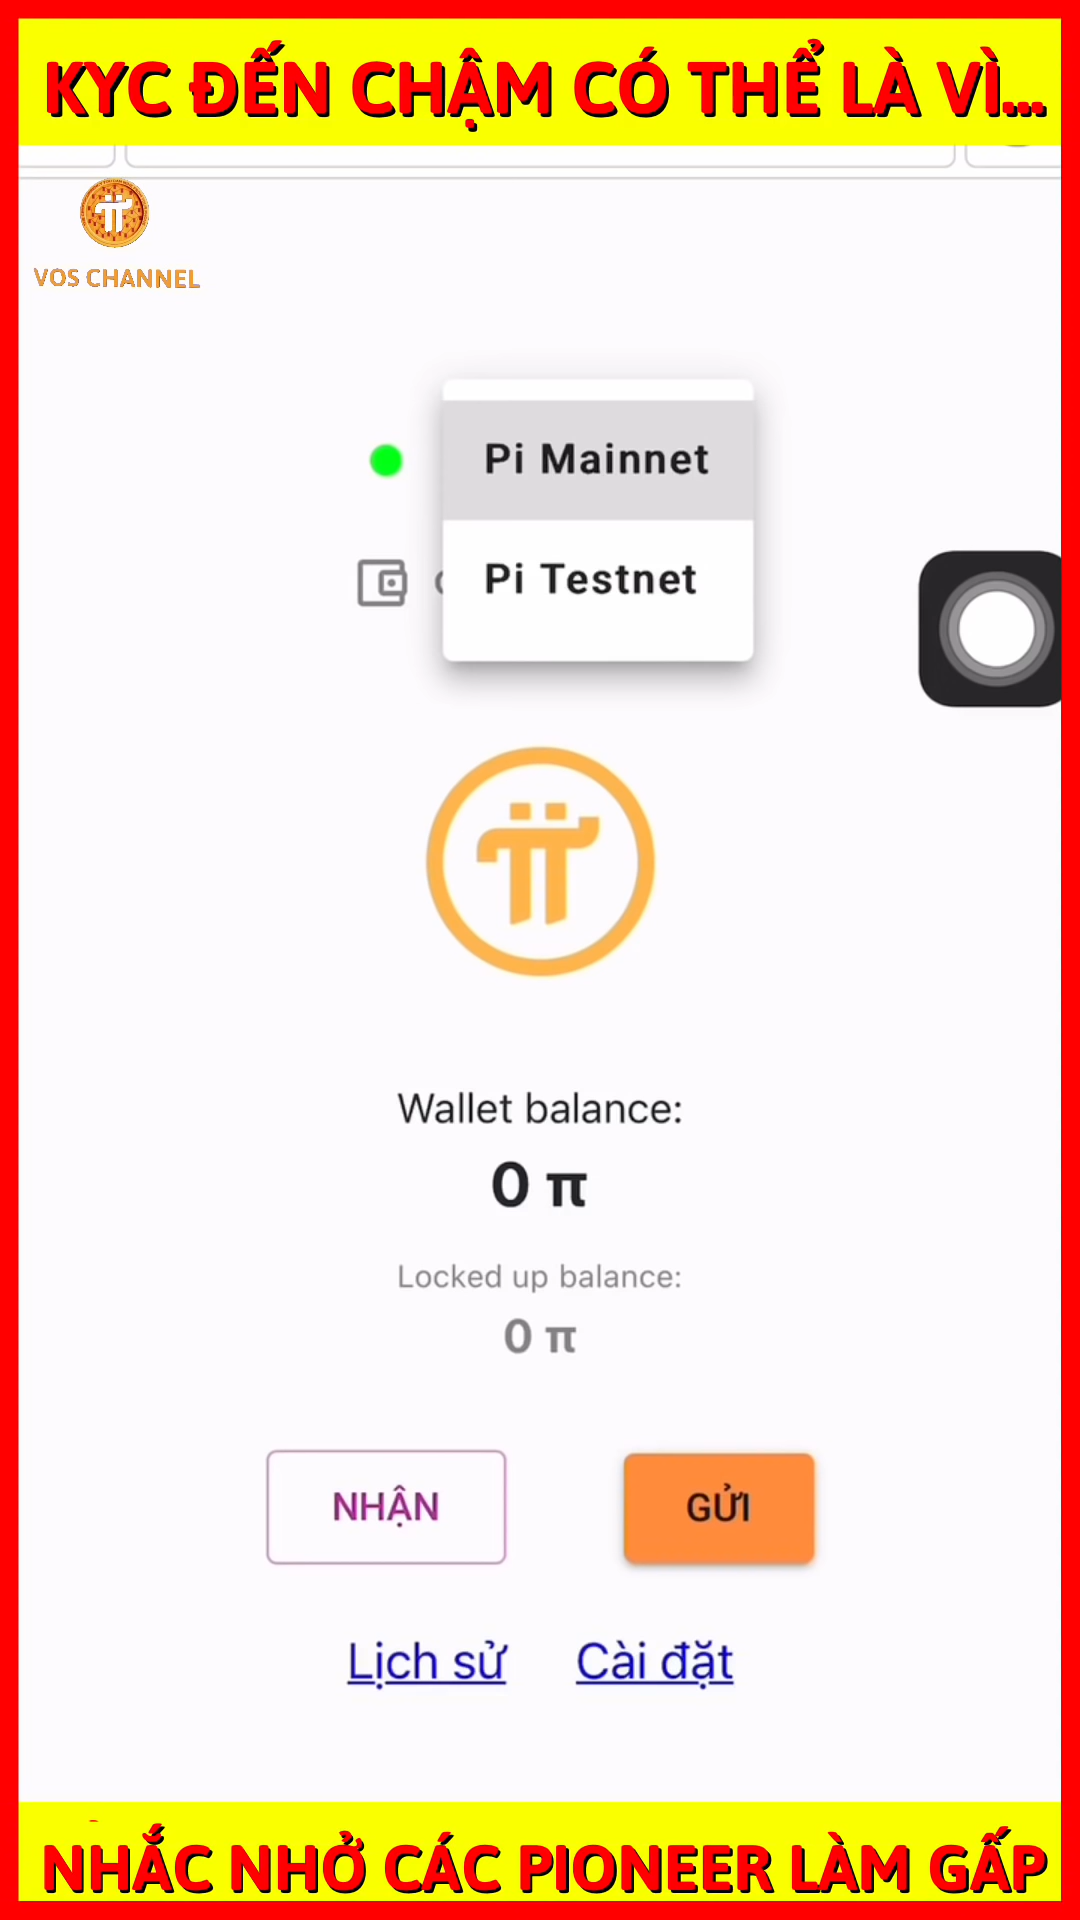 KYC ĐẾN CHẬM CÓ THỂ LÀ VÌ...
VOS CHANNEL
Pi Mainnet
Pi Testnet
Wallet balance:
0 π
Locked up balance:
0 π
NHẬN
GỬI
Lịch sử
Cài đặt
NHẮC NHỞ CÁC PIONEER LÀM GẤP